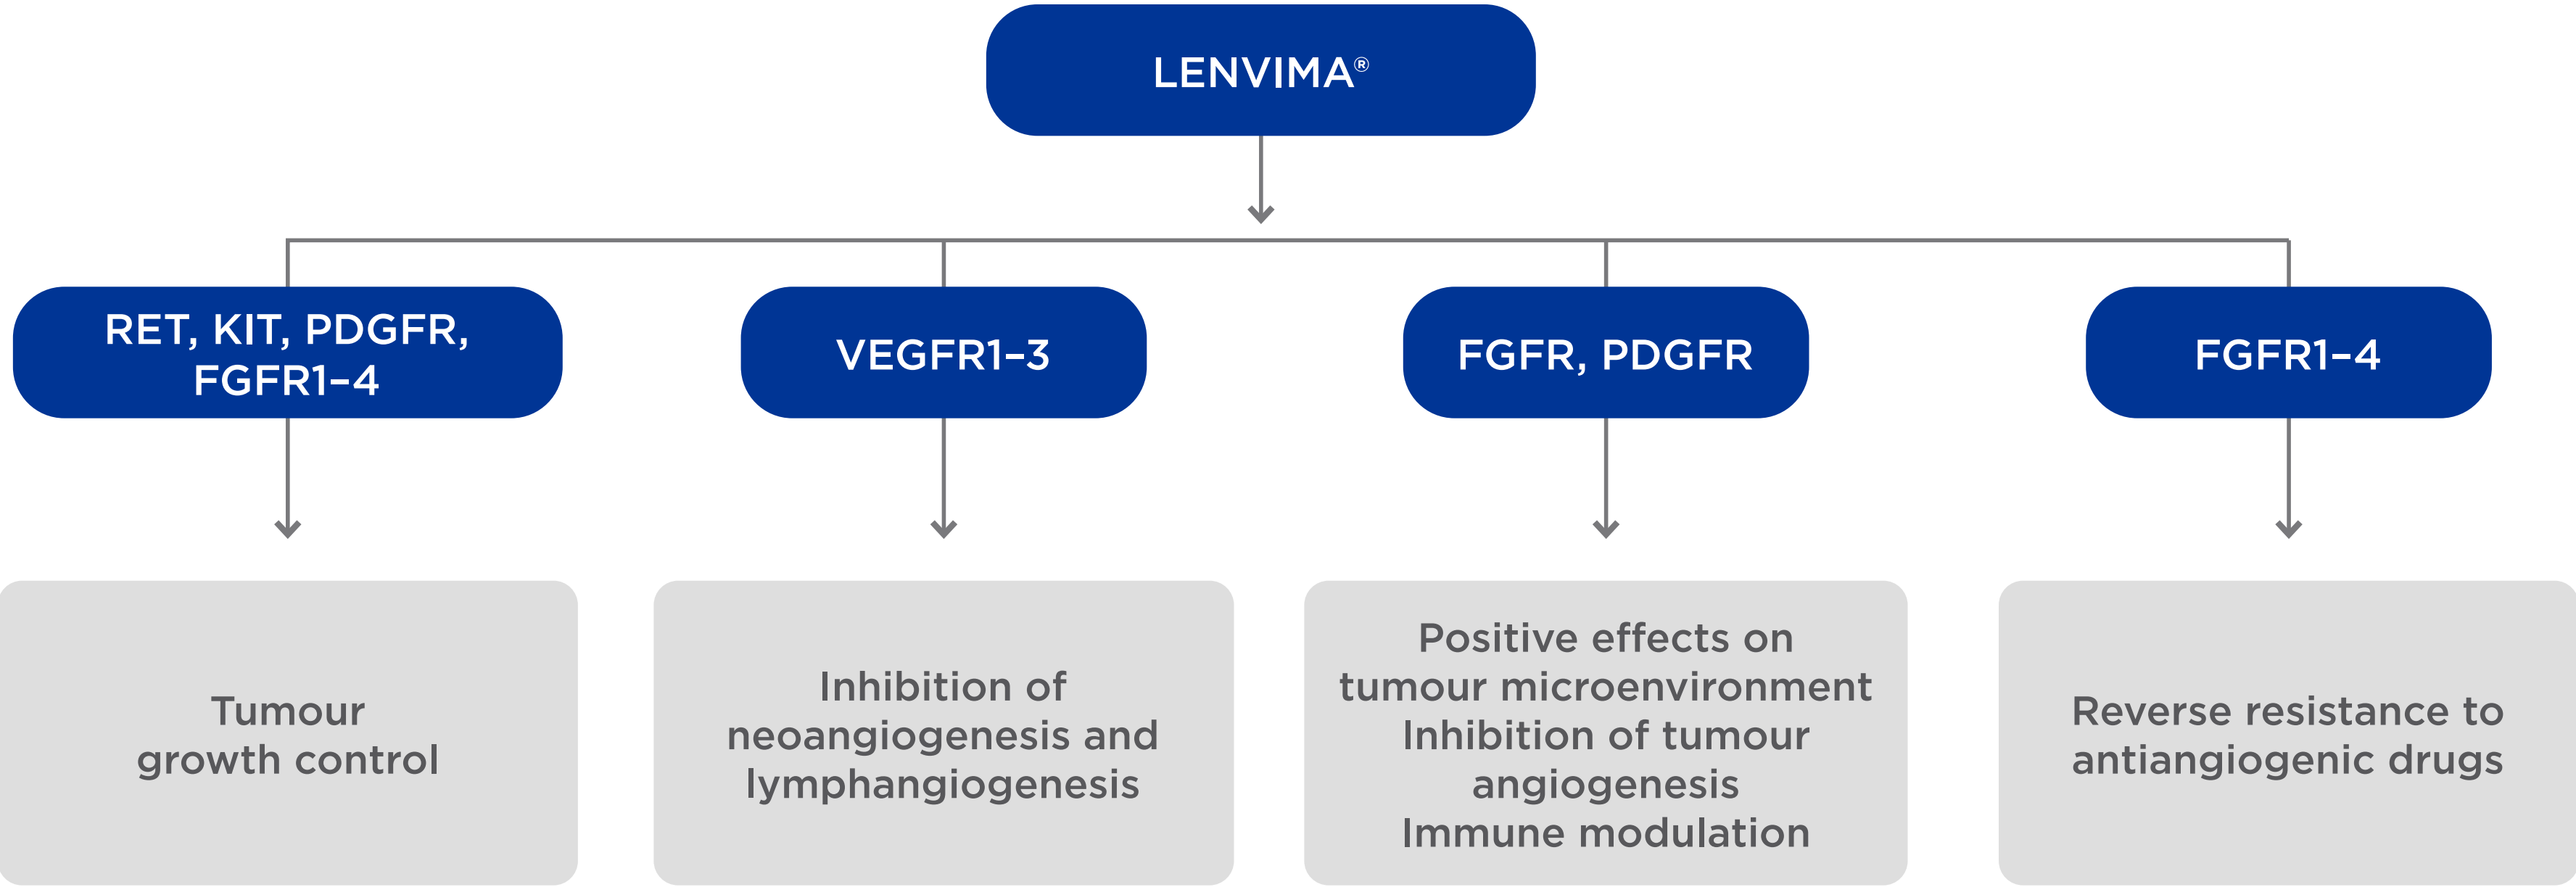 LENVIMA®
RET, KIT, PDGFR,
FGFR1–4
VEGFR1–3
FGFR, PDGFR
FGFR1–4
Tumour
growth control
Inhibition of
neoangiogenesis and
lymphangiogenesis
Positive effects on
tumour microenvironment
Inhibition of tumour
angiogenesis
Immune modulation
Reverse resistance to
antiangiogenic drugs